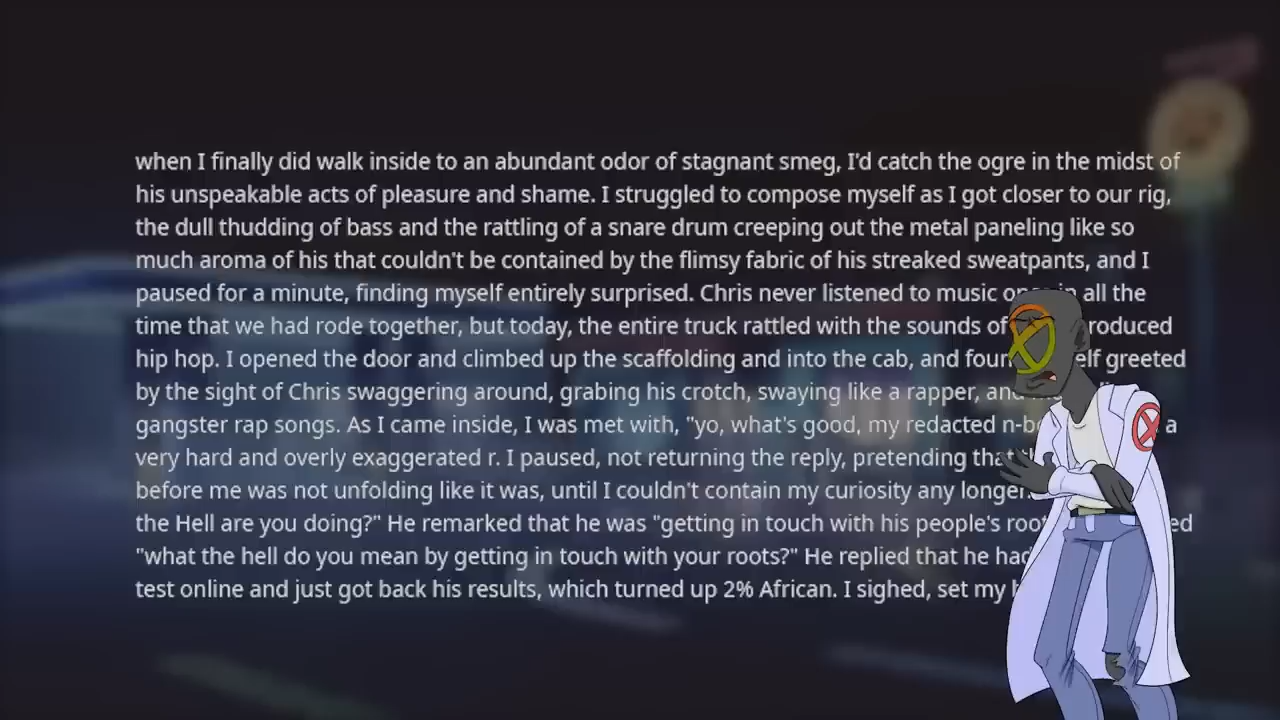 when I finally did walk inside to an abundant odor of stagnant smeg, I'd catch the ogre in the midst of
his unspeakable acts of pleasure and shame. I struggled to compose myself as I got closer to our rig,
the dull thudding of bass and the rattling of a snare drum creeping out the metal paneling like so
much aroma of his that couldn't be contained by the flimsy fabric of his streaked sweatpants, and I
paused for a minute, finding myself entirely surprised. Chris never listened to music all the
time that we had rode together, but today, the entire truck rattled with the sounds of
hip hop. I opened the door and climbed up the scaffolding and into the cab, and greeted
by the sight of Chris swaggering around, grabing his crotch, swaying like a rapper,
gangster rap songs. As I came inside, I was met with, "yo, what's good, my redacted a
very hard and overly exaggerated r. I paused, not returning the reply, pretending
before me was not unfolding like it was, until I couldn't contain my curiosity any
the Hell are you doing?" He remarked that he was "getting in touch with his people's
"what the hell do you mean by getting in touch with your roots?" He replied that he
test online and just got back his results, which turned up 2% African. I sighed, set my